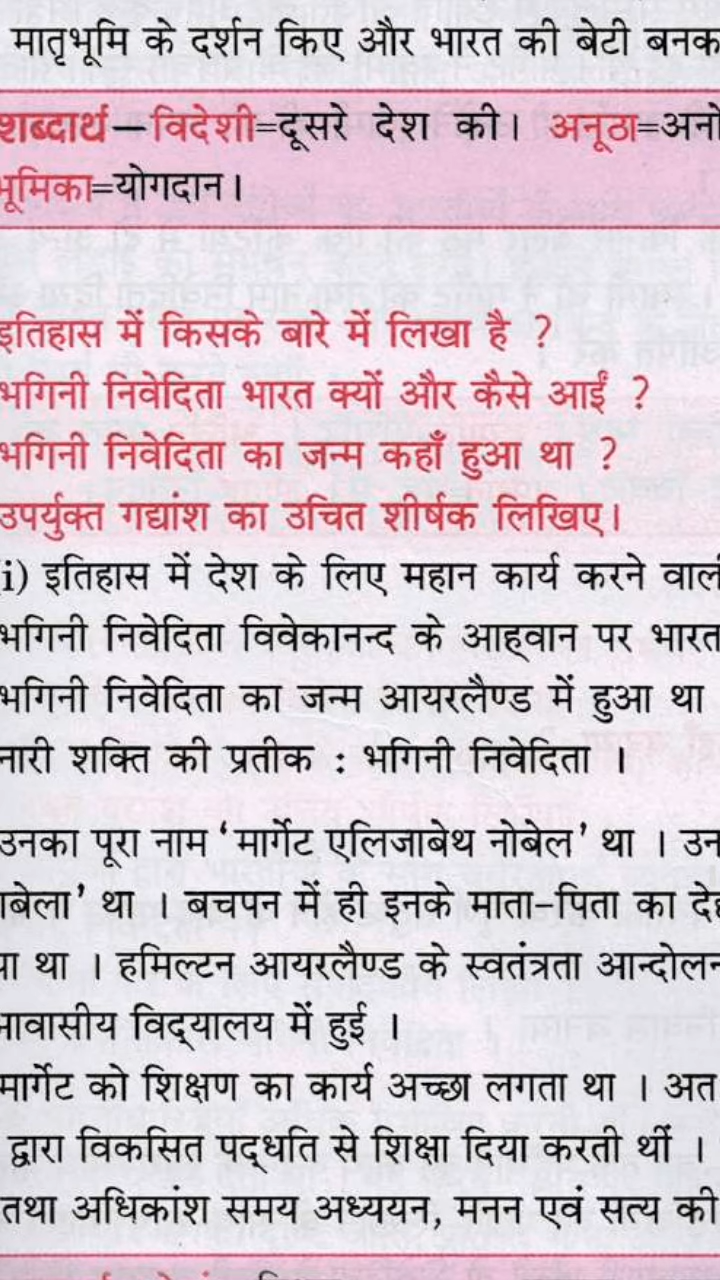 मातृभूमि के दर्शन किए और भारत की बेटी बनक
शब्दार्थ—विदेशी=दूसरे देश की। अनूठा=अनो
भूमिका=योगदान।
इतिहास में किसके बारे में लिखा है ?
भगिनी निवेदिता भारत क्यों और कैसे आईं ?
भगिनी निवेदिता का जन्म कहाँ हुआ था ?
उपर्युक्त गद्यांश का उचित शीर्षक लिखिए।
i) इतिहास में देश के लिए महान कार्य करने वाली
भगिनी निवेदिता विवेकानन्द के आह्‌वान पर भारत
भगिनी निवेदिता का जन्म आयरलैण्ड में हुआ था
नारी शक्ति की प्रतीक : भगिनी निवेदिता ।
उनका पूरा नाम ‘मार्गेट एलिजाबेथ नोबेल’ था । उन
ाबेला’ था । बचपन में ही इनके माता-पिता का देह
या था । हमिल्टन आयरलैण्ड के स्वतंत्रता आन्दोलन
आवासीय विद्‌यालय में हुई ।
मार्गेट को शिक्षण का कार्य अच्छा लगता था । अत
द्वारा विकसित पद्‌धति से शिक्षा दिया करती थीं ।
तथा अधिकांश समय अध्ययन, मनन एवं सत्य की